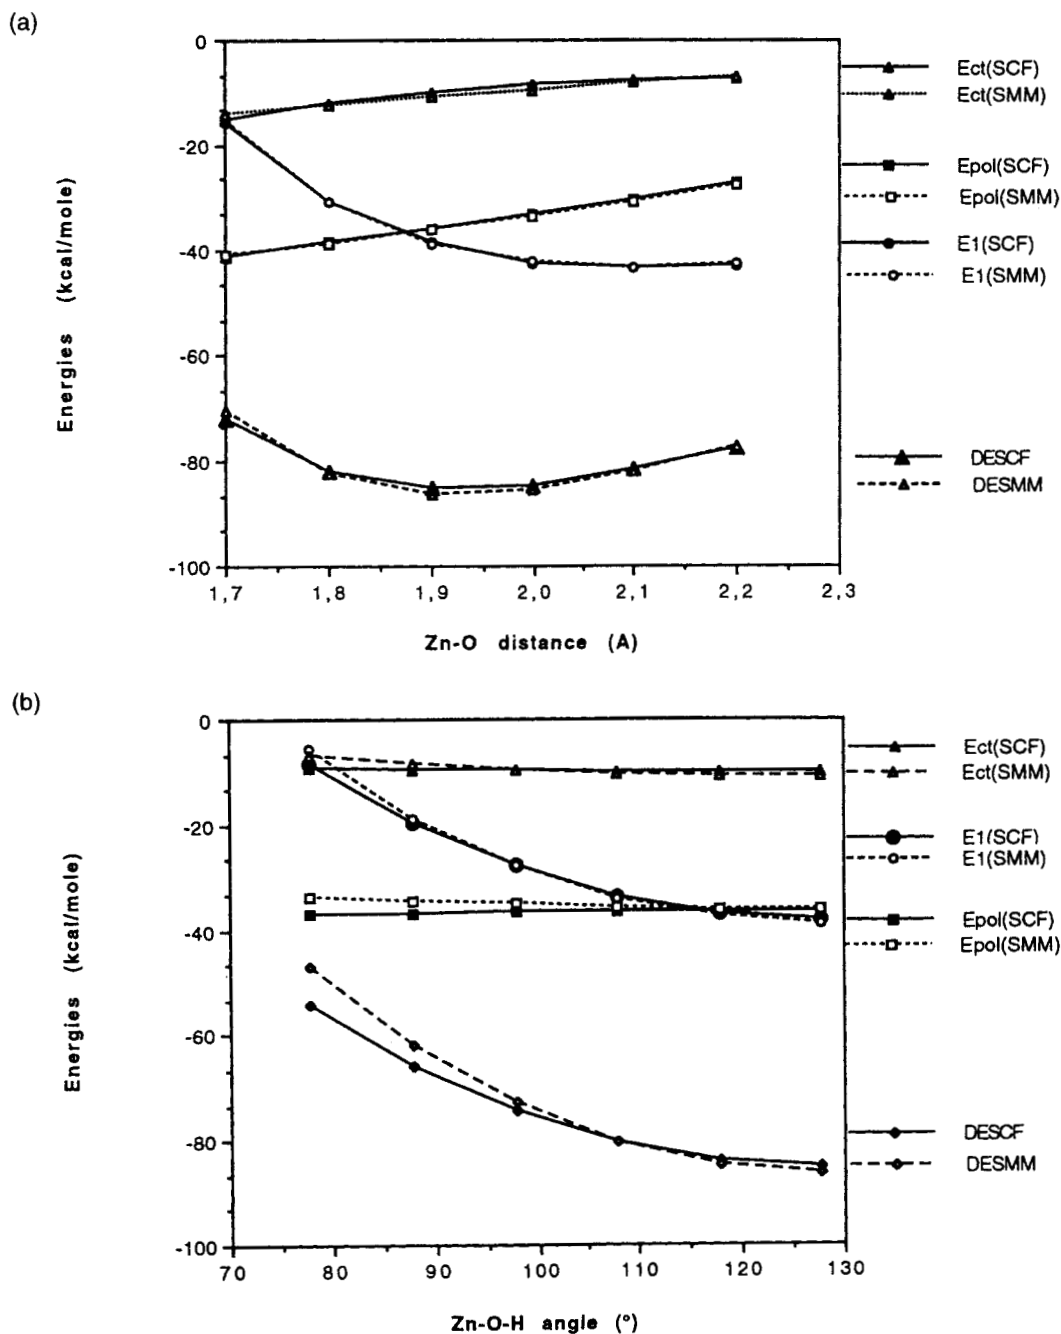 (a)
0
-20
-40
-60
-80
-100
Energies (kcal/mole)
1,7 1,8 1,9 2,0 2,1 2,2 2,3
Zn-O distance (A)
Ect(SCF)
Ect(SMM)
Epol(SCF)
Epol(SMM)
E1(SCF)
E1(SMM)
DESCF
DESMM
(b)
0
-20
-40
-60
-80
-100
Energies (kcal/mole)
70 80 90 100 110 120 130
Zn-O-H angle (°)
Ect(SCF)
Ect(SMM)
E1(SCF)
E1(SMM)
Epol(SCF)
Epol(SMM)
DESCF
DESMM